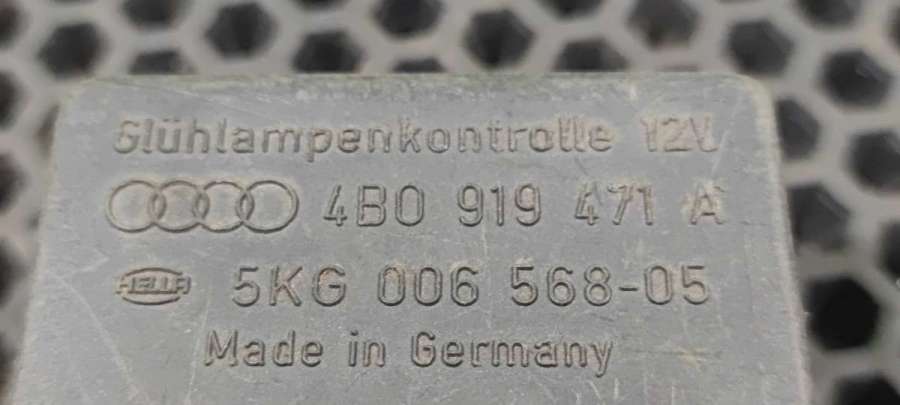 Glühlampenkontrolle 12V
4B0 919 471 A
HELLA 5KG 006 568-05
Made in Germany